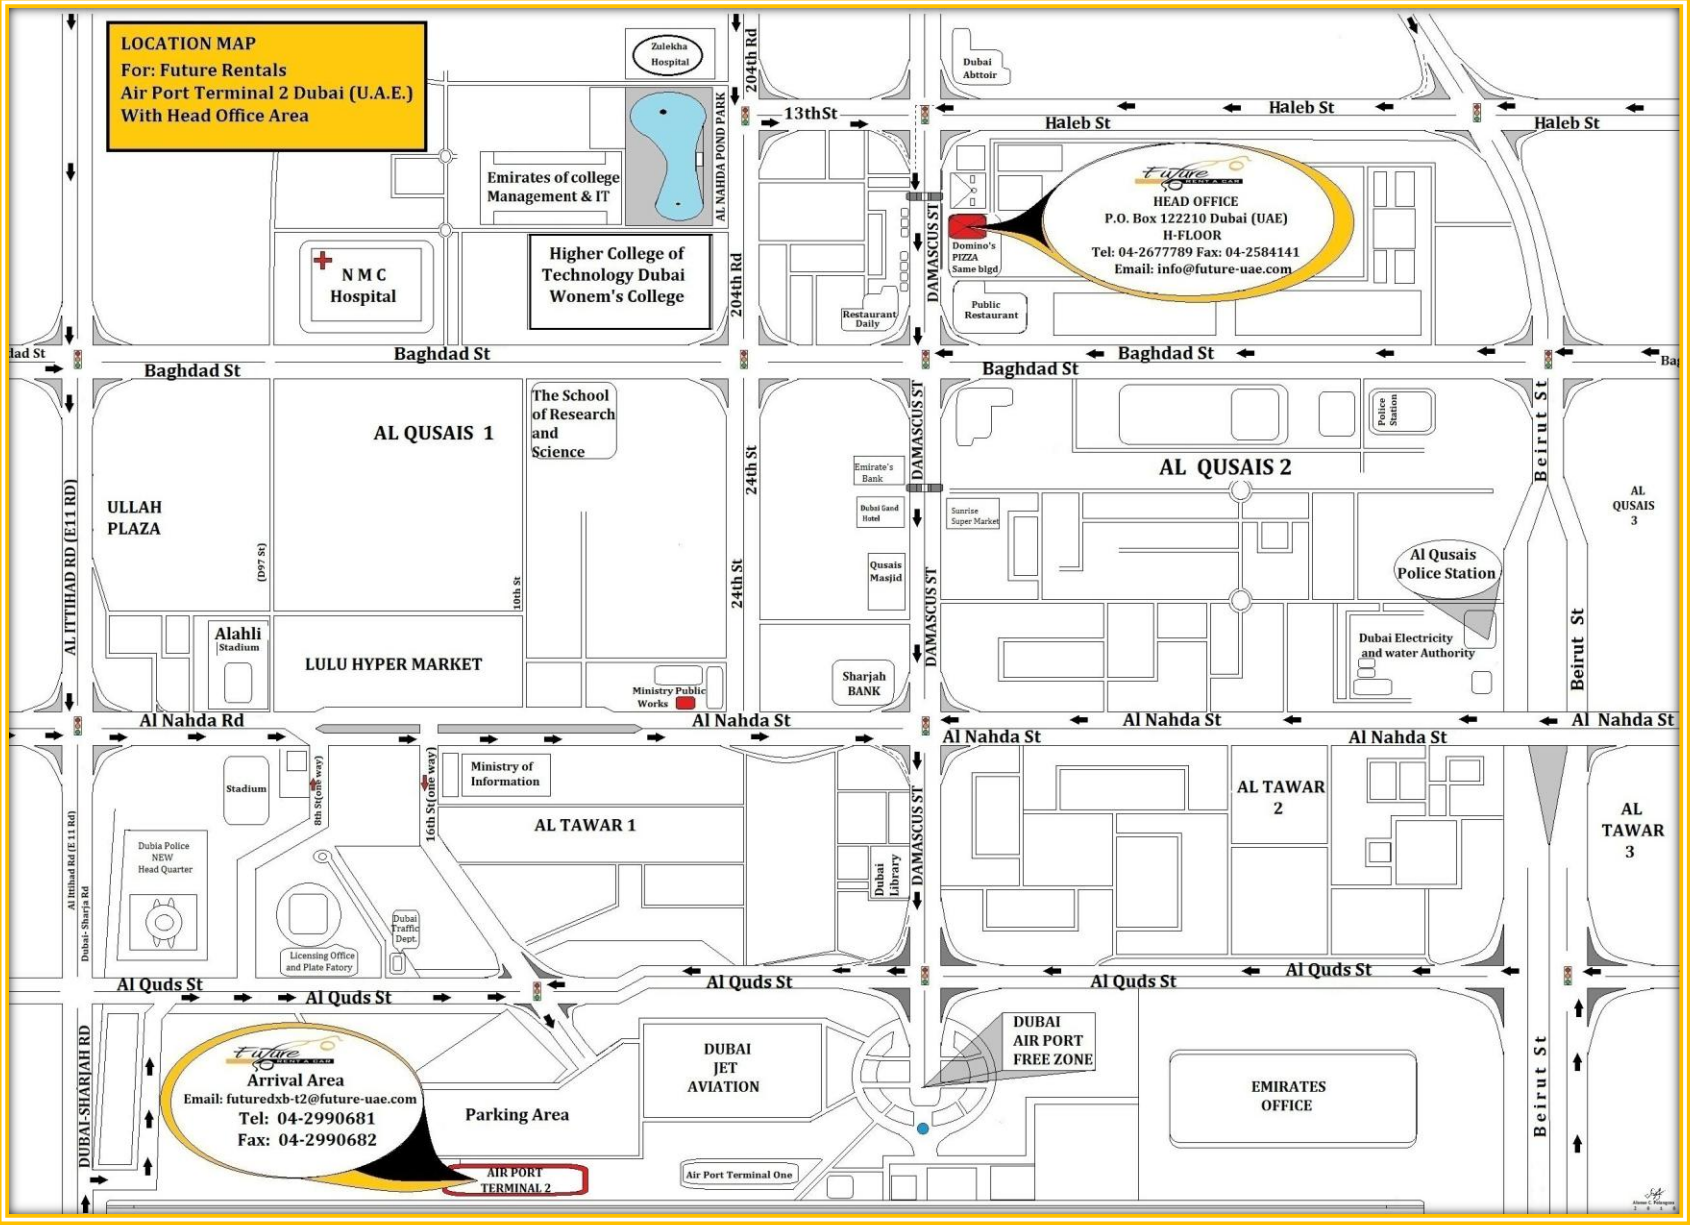 LOCATION MAP
For: Future Rentals
Air Port Terminal 2 Dubai (U.A.E.)
With Head Office Area
Zulekha
Hospital
204th Rd
Dubai
Abttoir
13thSt
Haleb St
Haleb St
Haleb St
AL NAHDA POND PARK
Emirates of college
Management & IT
Future
RENT A CAR
HEAD OFFICE
P.O. Box 122210 Dubai (UAE)
H-FLOOR
Tel: 04-2677789 Fax: 04-2584141
Email: info@future-uae.com
DAMASCUS ST
Domino's
PIZZA
Same blgd
N M C
Hospital
Higher College of
Technology Dubai
Wonem's College
204th Rd
Restaurant
Daily
Public
Restaurant
dad St
Baghdad St
Baghdad St
Baghdad St
Baghdad St
The School
of Research
and
Science
AL QUSAIS 1
DAMASCUS ST
Police
Station
Beirut St
AL QUSAIS 2
Emirate's
Bank
24th St
AL ITTIHAD RD (E11 RD)
ULLAH
PLAZA
Dubai Gand
Hotel
Sunrise
Super Market
AL
QUSAIS
3
(D97 St)
10th St
24th St
Qusais
Masjid
DAMASCUS ST
Al Qusais
Police Station
Alahli
Stadium
LULU HYPER MARKET
Dubai Electricity
and water Authority
Beirut St
Ministry Public
Works
Sharjah
BANK
Al Nahda Rd
Al Nahda St
Al Nahda St
Al Nahda St
Al Nahda St
Al Nahda St
Stadium
8th St(one way)
16th St(one way)
Ministry of
Information
AL TAWAR 1
DAMASCUS ST
AL TAWAR
2
AL
TAWAR
3
Al Ittihad Rd (E 11 Rd)
Dubai- Sharja Rd
Dubia Police
NEW
Head Quarter
Dubai
Library
Dubai
Traffic
Dept.
Licensing Office
and Plate Fatory
Al Quds St
Al Quds St
Al Quds St
Al Quds St
Al Quds St
DUBAI-SHARJAH RD
Future
RENT A CAR
Arrival Area
Email: futuredxb-t2@future-uae.com
Tel: 04-2990681
Fax: 04-2990682
Parking Area
DUBAI
JET
AVIATION
DUBAI
AIR PORT
FREE ZONE
EMIRATES
OFFICE
Beirut St
AIR PORT
TERMINAL 2
Air Port Terminal One